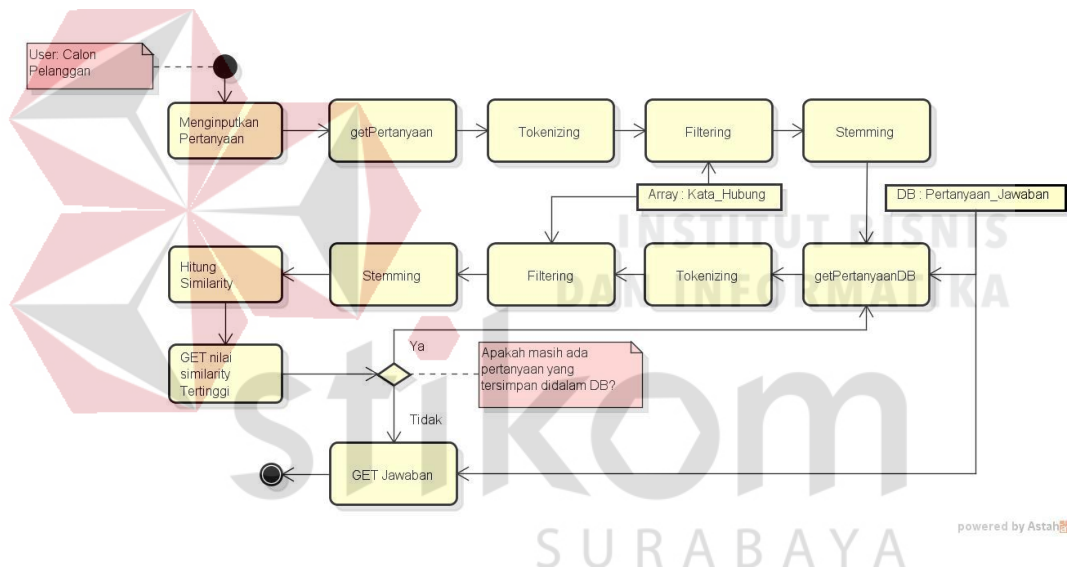 User: Calon
Pelanggan
Menginputkan
Pertanyaan
getPertanyaan
Tokenizing
Filtering
Stemming
Array : Kata_Hubung
DB : Pertanyaan_Jawaban
INSTITUT BISNIS
DAN INFORMATIKA
Hitung
Similarity
Stemming
Filtering
Tokenizing
getPertanyaanDB
GET nilai
similarity
Tertinggi
Ya
Apakah masih ada
pertanyaan yang
tersimpan didalam DB?
Tidak
GET Jawaban
stikom
SURABAYA
powered by Astah